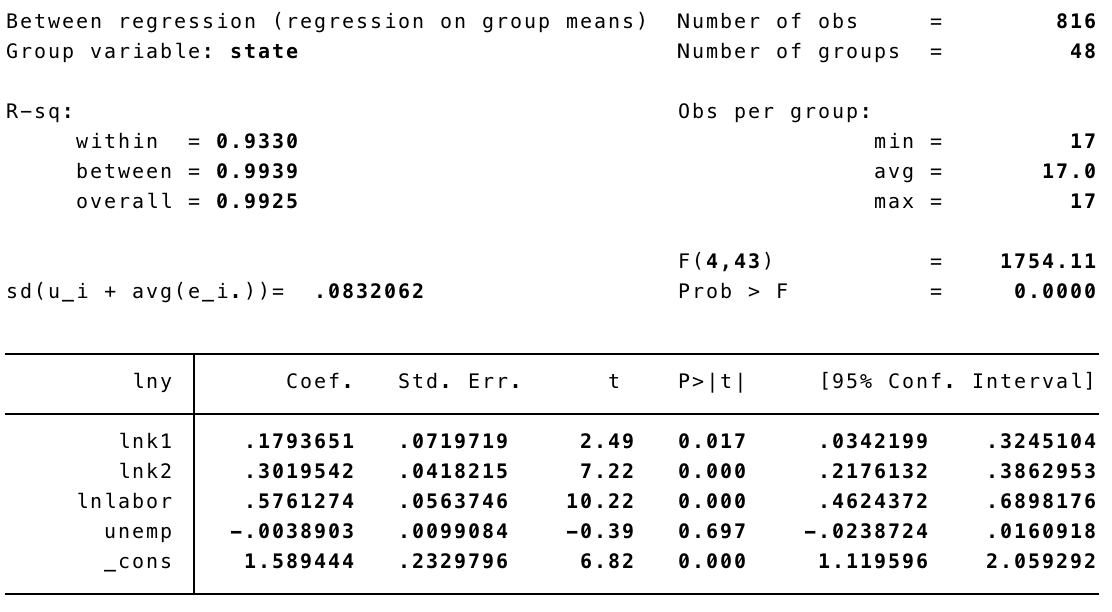 Between regression (regression on group means)  Number of obs     =        816
Group variable: state                           Number of groups  =         48

R-sq:                                           Obs per group:
     within  = 0.9330                                         min =         17
     between = 0.9939                                         avg =       17.0
     overall = 0.9925                                         max =         17

                                                F(4,43)           =    1754.11
sd(u_i + avg(e_i.))=  .0832062                  Prob > F          =     0.0000

lny | Coef. Std. Err. t P>|t| [95% Conf. Interval]
lnk1 | .1793651 .0719719 2.49 0.017 .0342199 .3245104
lnk2 | .3019542 .0418215 7.22 0.000 .2176132 .3862953
lnlabor | .5761274 .0563746 10.22 0.000 .4624372 .6898176
unemp | -.0038903 .0099084 -0.39 0.697 -.0238724 .0160918
_cons | 1.589444 .2329796 6.82 0.000 1.119596 2.059292